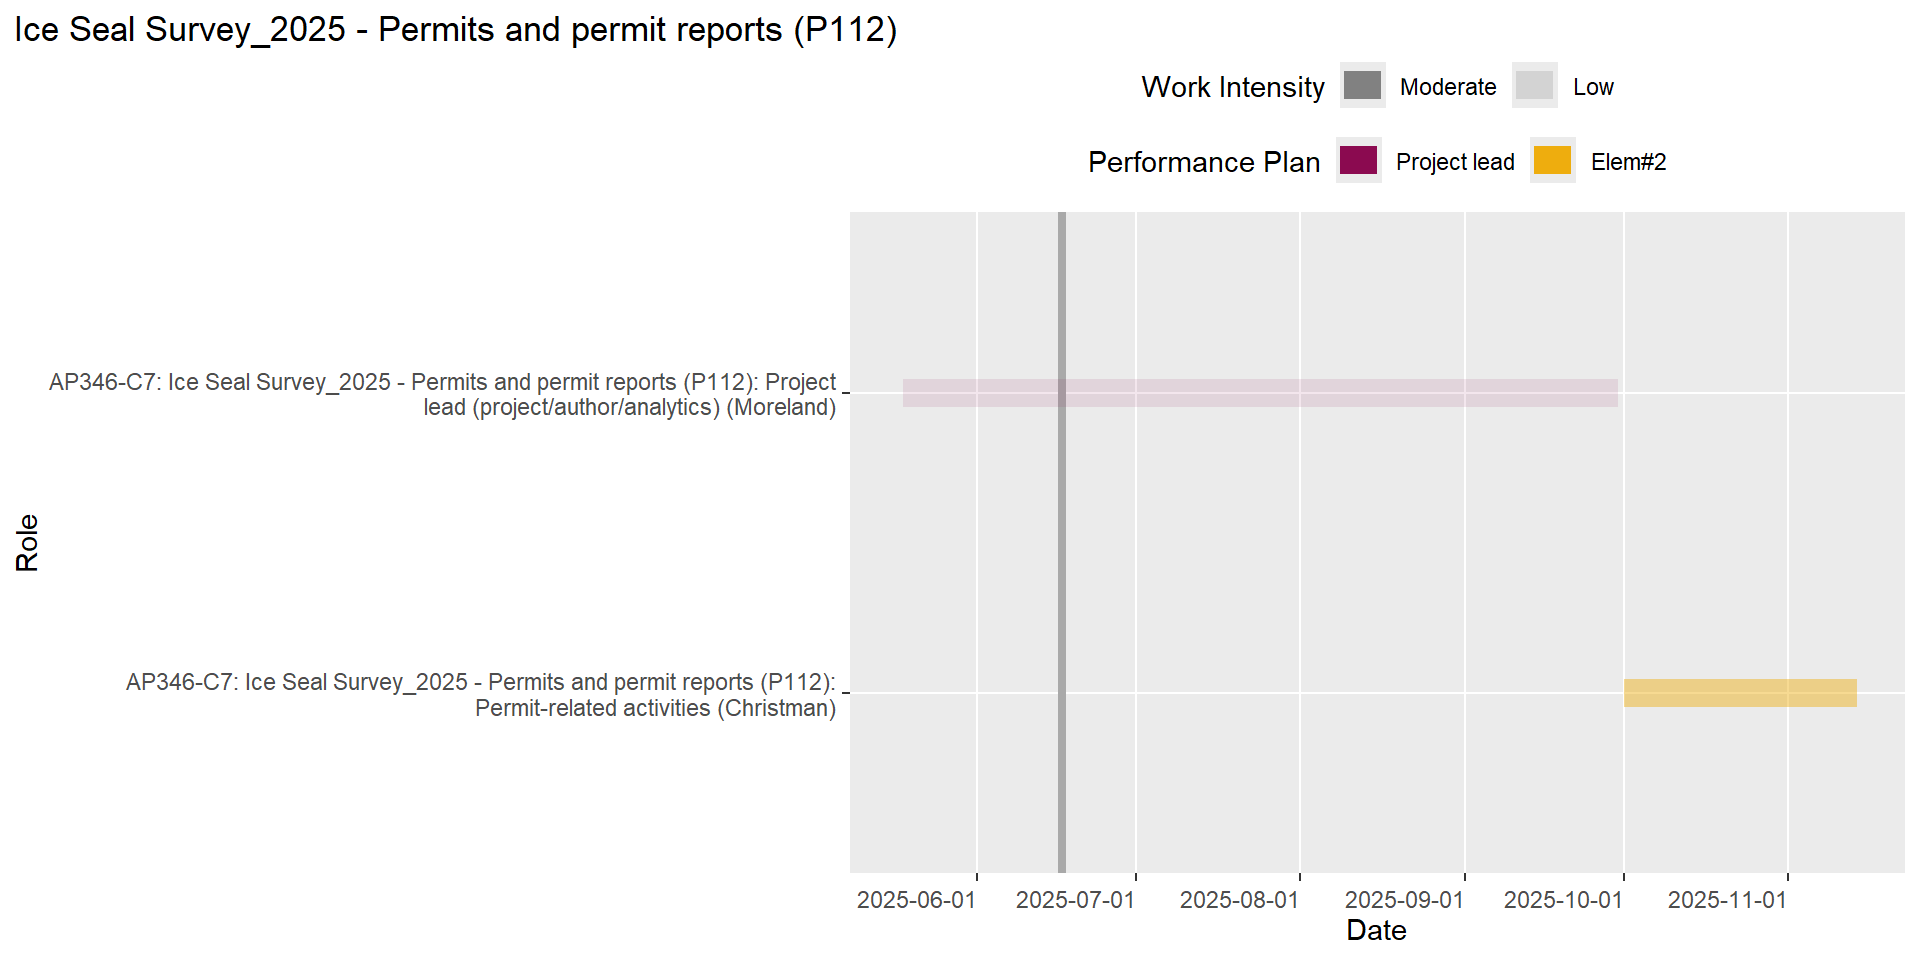 Ice Seal Survey_2025 - Permits and permit reports (P112)
Work Intensity Moderate Low
Performance Plan Project lead Elem#2
AP346-C7: Ice Seal Survey_2025 - Permits and permit reports (P112): Project
lead (project/author/analytics) (Moreland)
Role
AP346-C7: Ice Seal Survey_2025 - Permits and permit reports (P112):
Permit-related activities (Christman)
2025-06-01 2025-07-01 2025-08-01 2025-09-01 2025-10-01 2025-11-01
Date